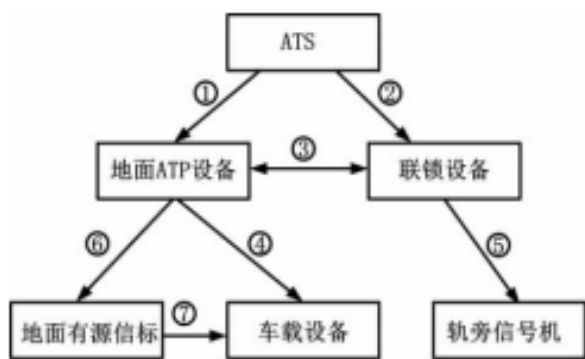 ATS
① ②
地面ATP设备 ③ 联锁设备
⑥ ④ ⑤
地面有源信标 ⑦ 车载设备 轨旁信号机